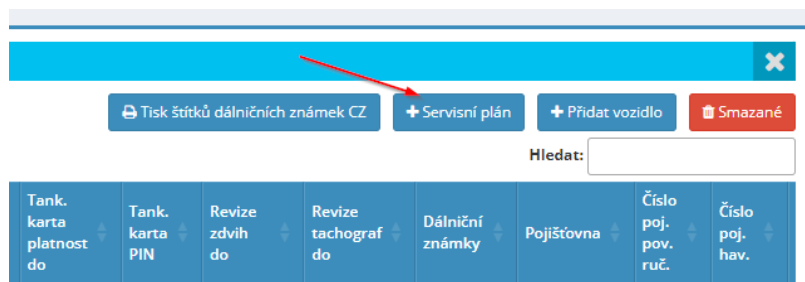 Tisk štítků dálničních známek CZ
Servisní plán
Přidat vozidlo
Smazané
Hledat:
Tank.
karta
platnost
do
Tank.
karta
PIN
Revize
zdvih
do
Revize
tachograf
do
Dálniční
známky
Pojišťovna
Číslo
poj.
pov.
ruč.
Číslo
poj.
hav.